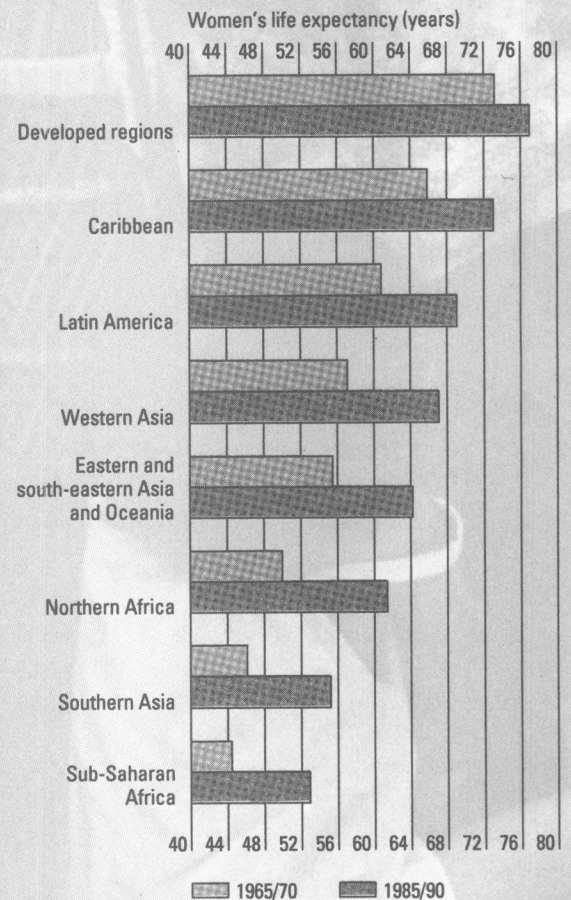 Women's life expectancy (years)
40 44 48 52 56 60 64 68 72 76 80
Developed regions
Caribbean
Latin America
Western Asia
Eastern and
south-eastern Asia
and Oceania
Northern Africa
Southern Asia
Sub-Saharan
Africa
40 44 48 52 56 60 64 68 72 76 80
1965/70 1985/90